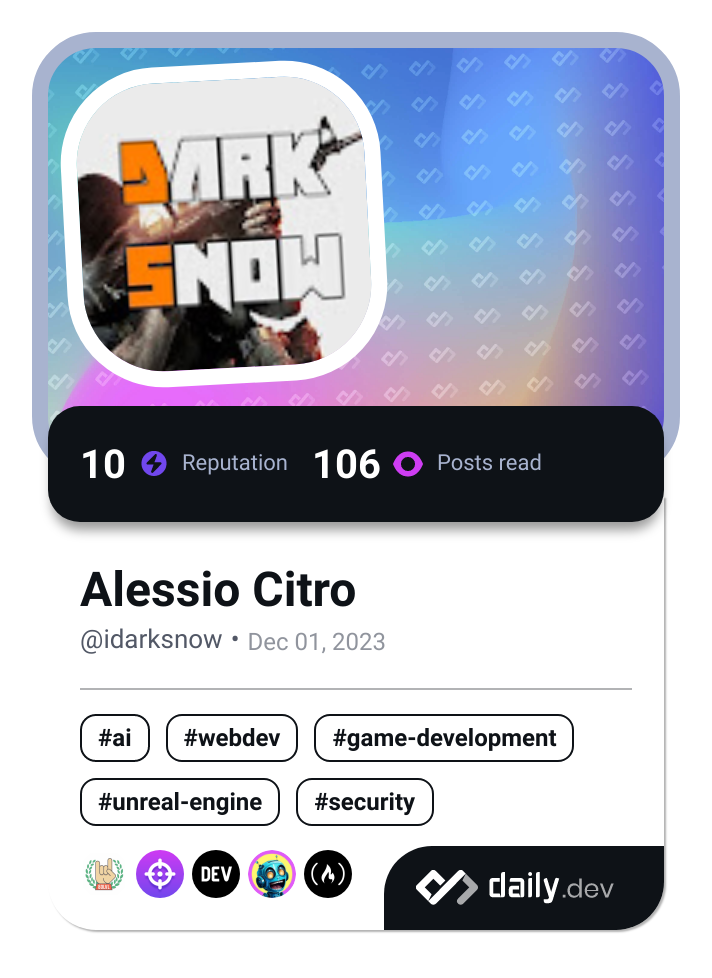 DARK
SNOW
10 Reputation 106 Posts read
Alessio Citro
@idarksnow • Dec 01, 2023
#ai #webdev #game-development
#unreal-engine #security
DEV
daily.dev